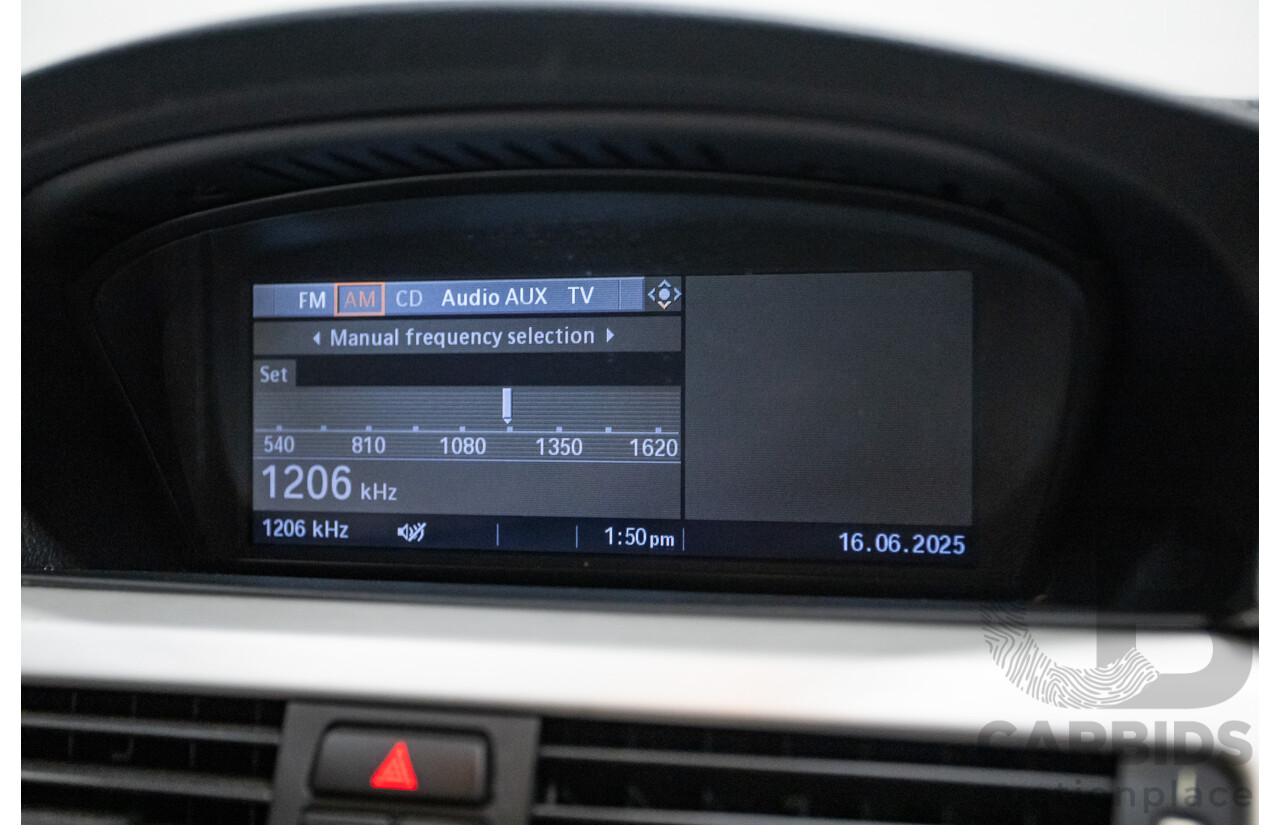 FM AM CD Audio AUX TV
Manual frequency selection
Set
540 810 1080 1350 1620
1206 kHz
1206 kHz 1:50 pm 16.06.2025
CARBIDS